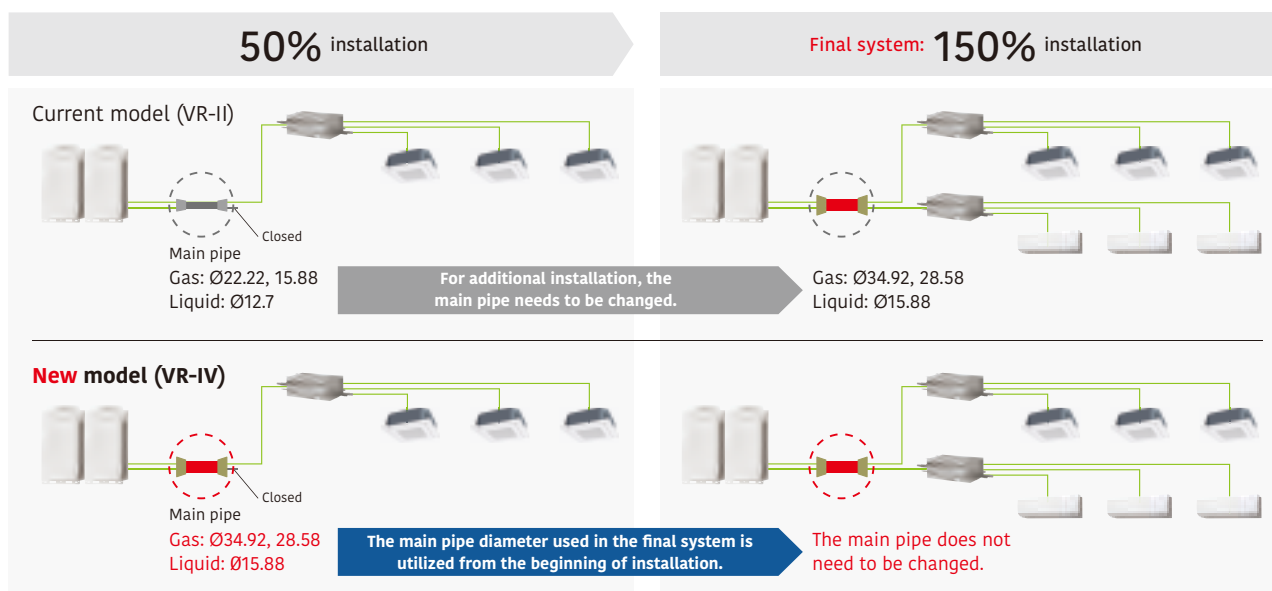 50% installation
Final system: 150% installation
Current model (VR-II)
Closed
Main pipe
Gas: Ø22.22, 15.88
Liquid: Ø12.7
For additional installation, the
main pipe needs to be changed.
Gas: Ø34.92, 28.58
Liquid: Ø15.88
New model (VR-IV)
Closed
Main pipe
Gas: Ø34.92, 28.58
Liquid: Ø15.88
The main pipe diameter used in the final system is
utilized from the beginning of installation.
The main pipe does not
need to be changed.